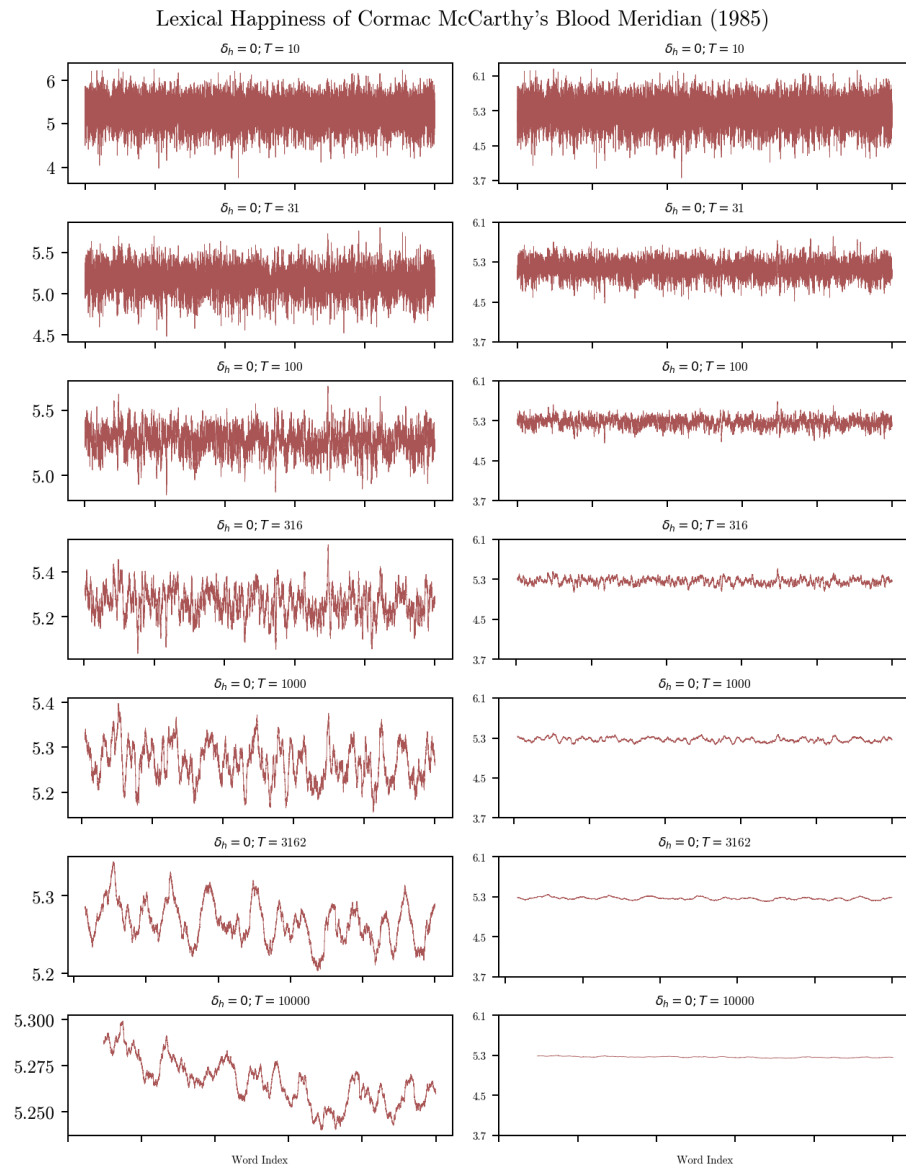 Lexical Happiness of Cormac McCarthy's Blood Meridian (1985)
δh = 0; T = 10
δh = 0; T = 10
6
5
4
6.1
5.3
4.5
3.7
δh = 0; T = 31
δh = 0; T = 31
5.5
5.0
4.5
6.1
5.3
4.5
3.7
δh = 0; T = 100
δh = 0; T = 100
5.5
5.0
6.1
5.3
4.5
3.7
δh = 0; T = 316
δh = 0; T = 316
5.4
5.2
6.1
5.3
4.5
3.7
δh = 0; T = 1000
δh = 0; T = 1000
5.4
5.3
5.2
6.1
5.3
4.5
3.7
δh = 0; T = 3162
δh = 0; T = 3162
5.3
5.2
6.1
5.3
4.5
3.7
δh = 0; T = 10000
δh = 0; T = 10000
5.300
5.275
5.250
6.1
5.3
4.5
3.7
Word Index
Word Index